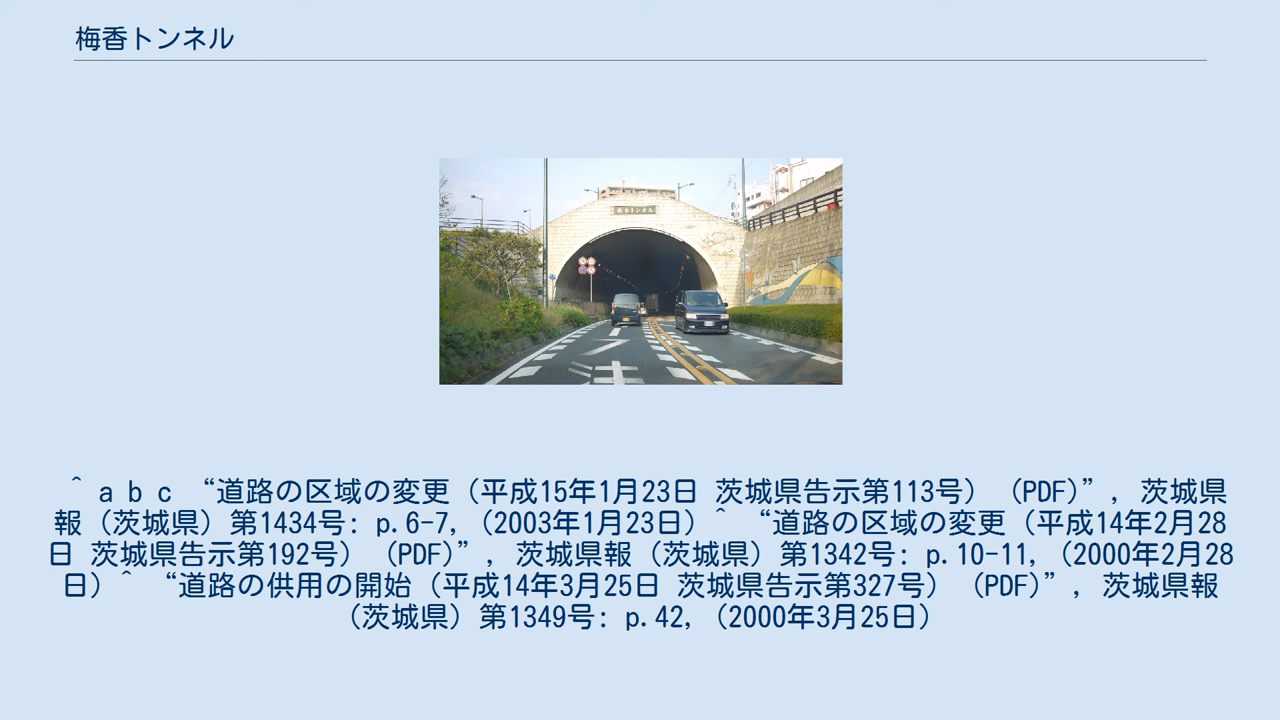 梅香トンネル
梅香トンネル
^ a b c “道路の区域の変更（平成15年1月23日 茨城県告示第113号）（PDF）”, 茨城県
報（茨城県）第1434号: p.6-7,（2003年1月23日）^ “道路の区域の変更（平成14年2月28
日 茨城県告示第192号）（PDF）”, 茨城県報（茨城県）第1342号: p.10-11,（2000年2月28
日）^ “道路の供用の開始（平成14年3月25日 茨城県告示第327号）（PDF）”, 茨城県報
（茨城県）第1349号: p.42,（2000年3月25日）